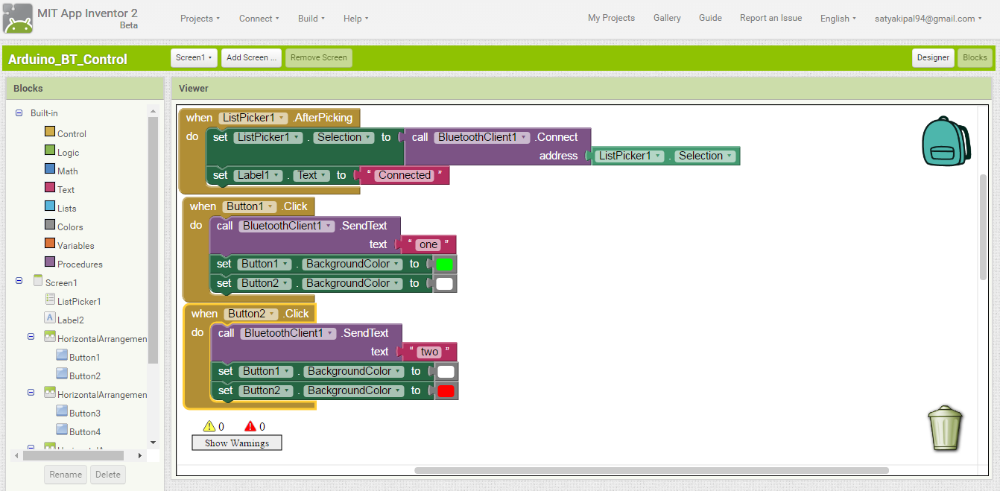 MIT App Inventor 2
Beta
Projects Connect Build Help My Projects Gallery Guide Report an Issue English satyakipal94@gmail.com
Arduino_BT_Control Screen1 Add Screen ... Remove Screen Designer Blocks
Blocks
Built-in
Control
Logic
Math
Text
Lists
Colors
Variables
Procedures
Screen1
ListPicker1
A Label2
HorizontalArrangemen
Button1
Button2
HorizontalArrangemen
Button3
Button4
Rename Delete
Viewer
when ListPicker1 .AfterPicking
do set ListPicker1 . Selection to call BluetoothClient1 .Connect
address ListPicker1 . Selection
set Label1 . Text to “ Connected ”
when Button1 .Click
do call BluetoothClient1 .SendText
text “ one ”
set Button1 . BackgroundColor to
set Button2 . BackgroundColor to
when Button2 .Click
do call BluetoothClient1 .SendText
text “ two ”
set Button1 . BackgroundColor to
set Button2 . BackgroundColor to
0 0
Show Warnings